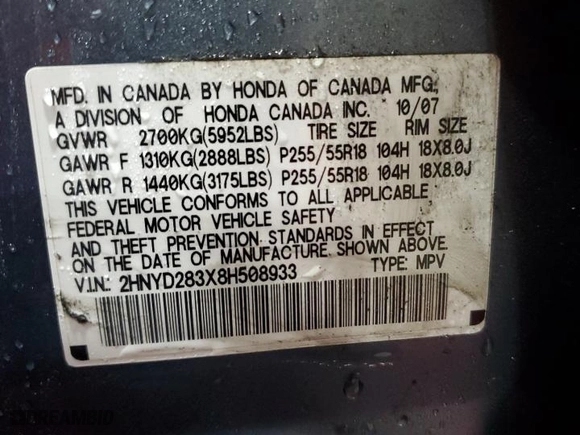 MFD. IN CANADA BY HONDA OF CANADA MFG.,
A DIVISION OF HONDA CANADA INC. 10/07
GVWR 2700KG(5952LBS) TIRE SIZE RIM SIZE
GAWR F 1310KG(2888LBS) P255/55R18 104H 18X8.0J
GAWR R 1440KG(3175LBS) P255/55R18 104H 18X8.0J
THIS VEHICLE CONFORMS TO ALL APPLICABLE
FEDERAL MOTOR VEHICLE SAFETY
AND THEFT PREVENTION STANDARDS IN EFFECT
ON THE DATE OF MANUFACTURE SHOWN ABOVE.
V.I.N.: 2HNYD283X8H508933 TYPE: MPV